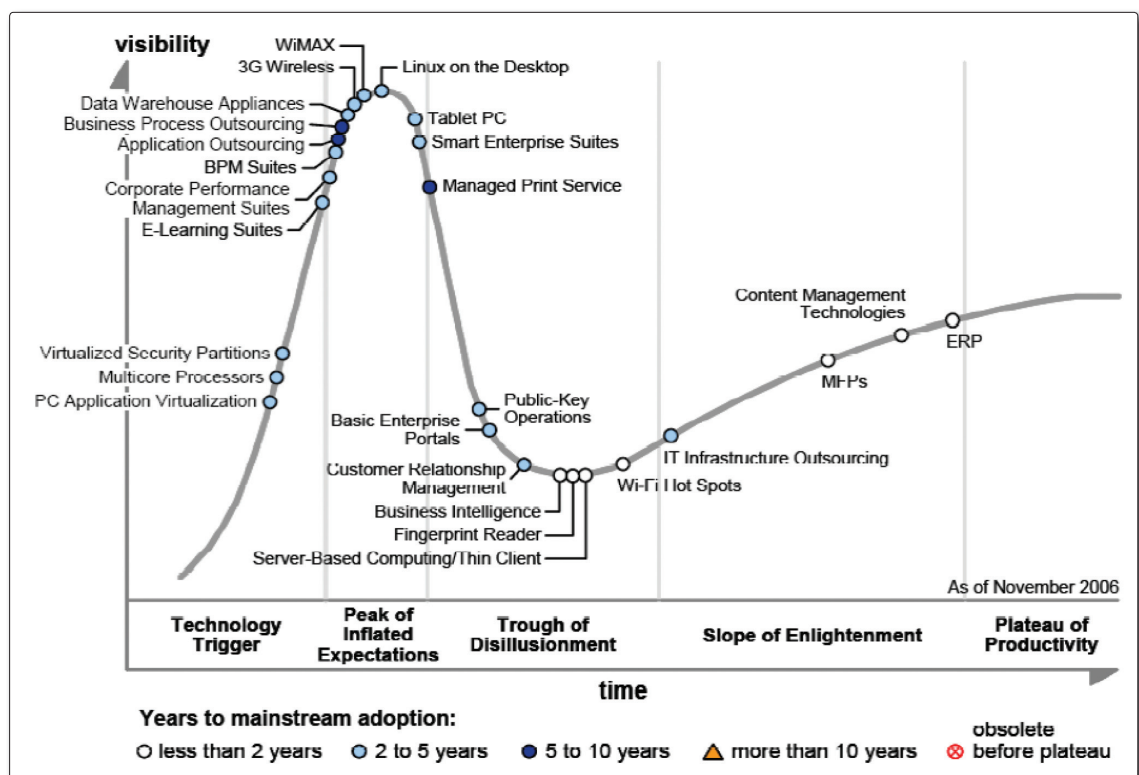 visibility
WiMAX
3G Wireless
Linux on the Desktop
Data Warehouse Appliances
Business Process Outsourcing
Application Outsourcing
BPM Suites
Corporate Performance
Management Suites
E-Learning Suites
Tablet PC
Smart Enterprise Suites
Managed Print Service
Virtualized Security Partitions
Multicore Processors
PC Application Virtualization
Public-Key
Operations
Basic Enterprise
Portals
Customer Relationship
Management
Business Intelligence
Fingerprint Reader
Server-Based Computing/Thin Client
Wi-Fi Hot Spots
IT Infrastructure Outsourcing
MFPs
Content Management
Technologies
ERP
As of November 2006
Technology
Trigger
Peak of
Inflated
Expectations
Trough of
Disillusionment
Slope of Enlightenment
Plateau of
Productivity
time
Years to mainstream adoption:
less than 2 years
2 to 5 years
5 to 10 years
more than 10 years
obsolete
before plateau